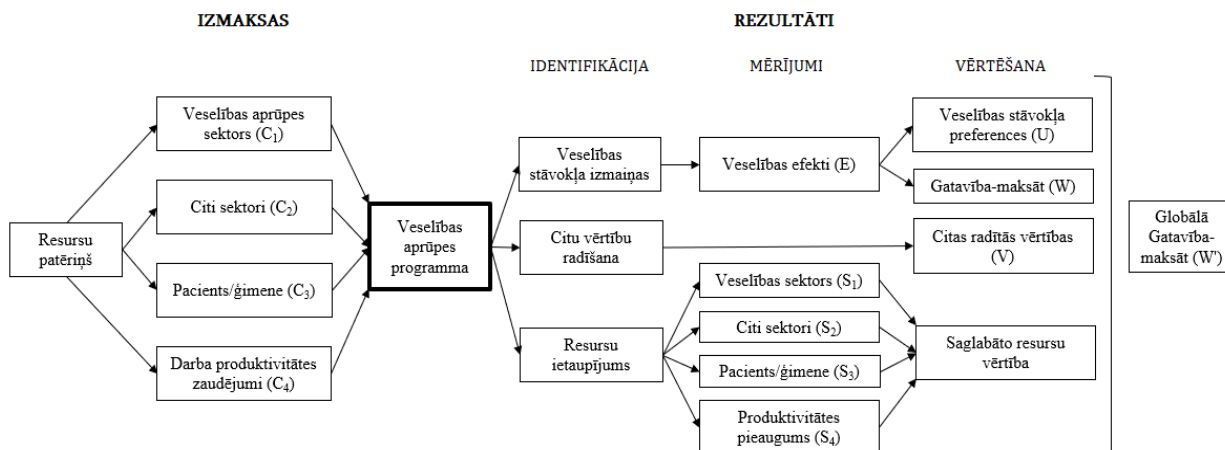 IZMAKSAS
REZULTĀTI
IDENTIFIKĀCIJA
MĒRĪJUMI
VĒRTĒŠANA
Resursu
patēriņš
Veselības aprūpes
sektors (C₁)
Citi sektori (C₂)
Pacients/ģimene (C₃)
Darba produktivitātes
zaudējumi (C₄)
Veselības
aprūpes
programma
Veselības
stāvokļa izmaiņas
Citu vērtību
radīšana
Resursu
ietaupījums
Veselības efekti (E)
Veselības sektors (S₁)
Citi sektori (S₂)
Pacients/ģimene (S₃)
Produktivitātes
pieaugums (S₄)
Veselības stāvokļa
preferences (U)
Gatavība-maksāt (W)
Citas radītās vērtības
(V)
Saglabāto resursu
vērtība
Globālā
Gatavība-
maksāt (W')